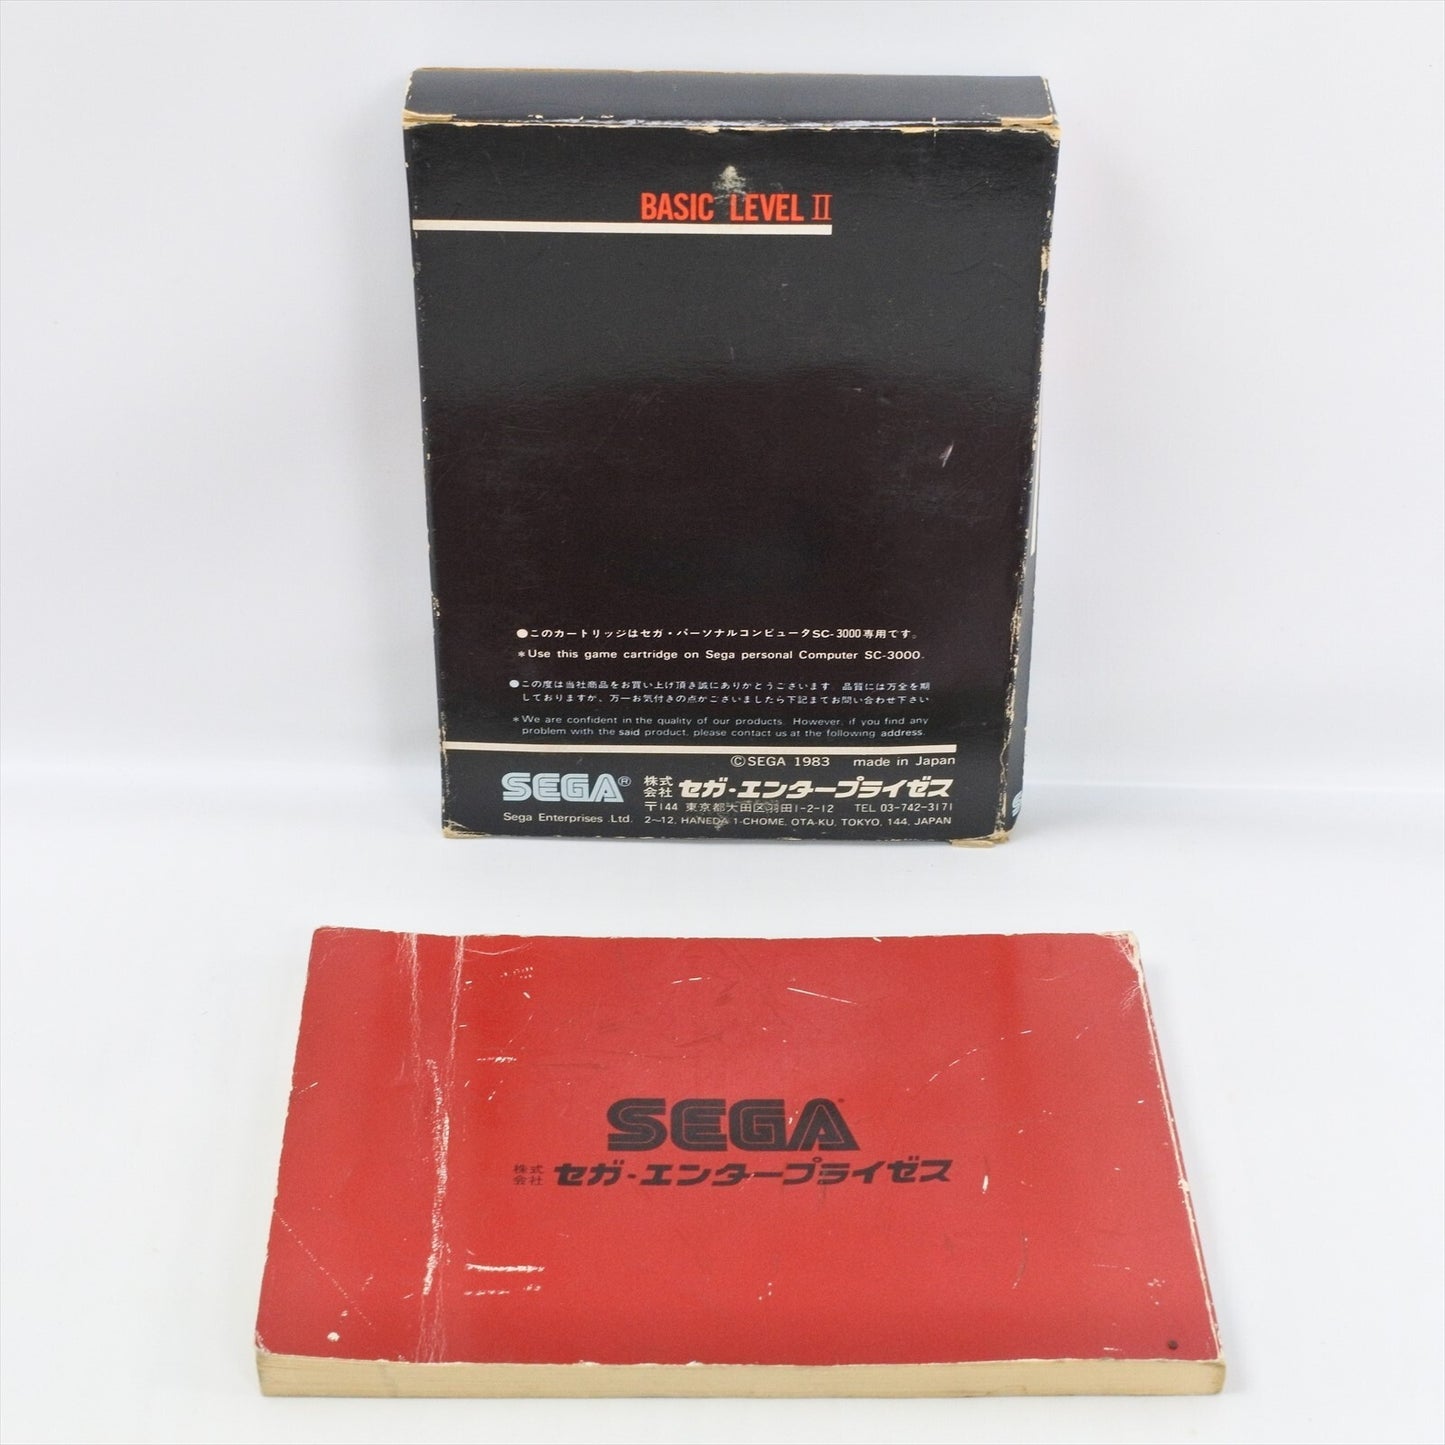 BASIC LEVEL II
●このカートリッジはセガ・パーソナルコンピュータSC-3000専用です。
*Use this game cartridge on Sega personal Computer SC-3000.
●この度は当社商品をお買い上げ頂き誠にありがとうございます。品質には万全を期
しておりますが、万一お気付きの点がございましたら下記までお問い合わせ下さい
*We are confident in the quality of our products. However, if you find any
problem with the said product, please contact us at the following address.
©SEGA 1983 made in Japan
SEGA® 株式会社 セガ・エンタープライゼス
〒144 東京都大田区羽田1-2-12 TEL 03-742-3171
Sega Enterprises Ltd. 2~12, HANEDA 1-CHOME, OTA-KU, TOKYO, 144, JAPAN
SEGA
株式会社 セガ・エンタープライゼス